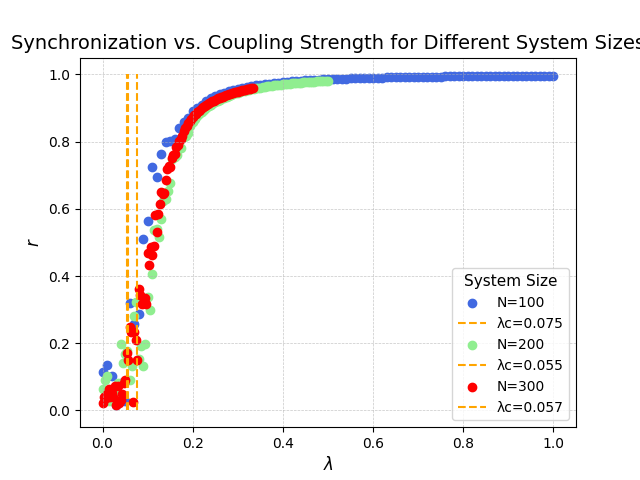 Synchronization vs. Coupling Strength for Different System Sizes
1.0
0.8
0.6
0.4
0.2
0.0
r
0.0 0.2 0.4 0.6 0.8 1.0
λ
System Size
N=100
λc=0.075
N=200
λc=0.055
N=300
λc=0.057